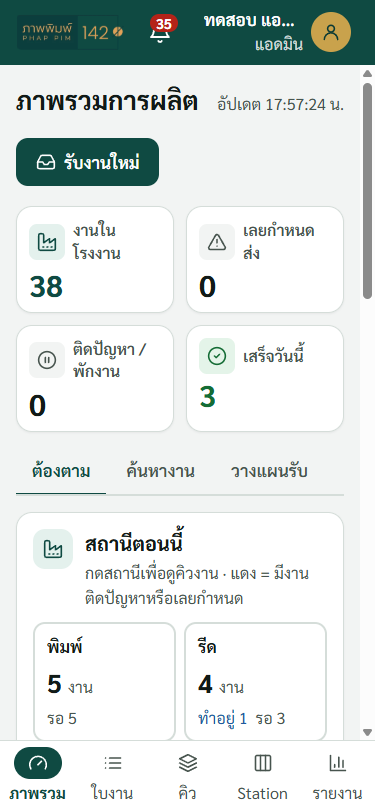 ภาพพิมพ์
PHAP PIM
142
35
ทดสอบ แอ...
แอดมิน
ภาพรวมการผลิต
อัปเดต 17:57:24 น.
รับงานใหม่
งานใน
โรงงาน
38
เลยกำหนด
ส่ง
0
ติดปัญหา /
พักงาน
0
เสร็จวันนี้
3
ต้องตาม
ค้นหางาน
วางแผนรับ
สถานีตอนนี้
กดสถานีเพื่อดูคิวงาน · แดง = มีงาน
ติดปัญหาหรือเลยกำหนด
พิมพ์
5 งาน
รอ 5
รีด
4 งาน
ทำอยู่ 1 รอ 3
ภาพรวม
ใบงาน
คิว
Station
รายงาน